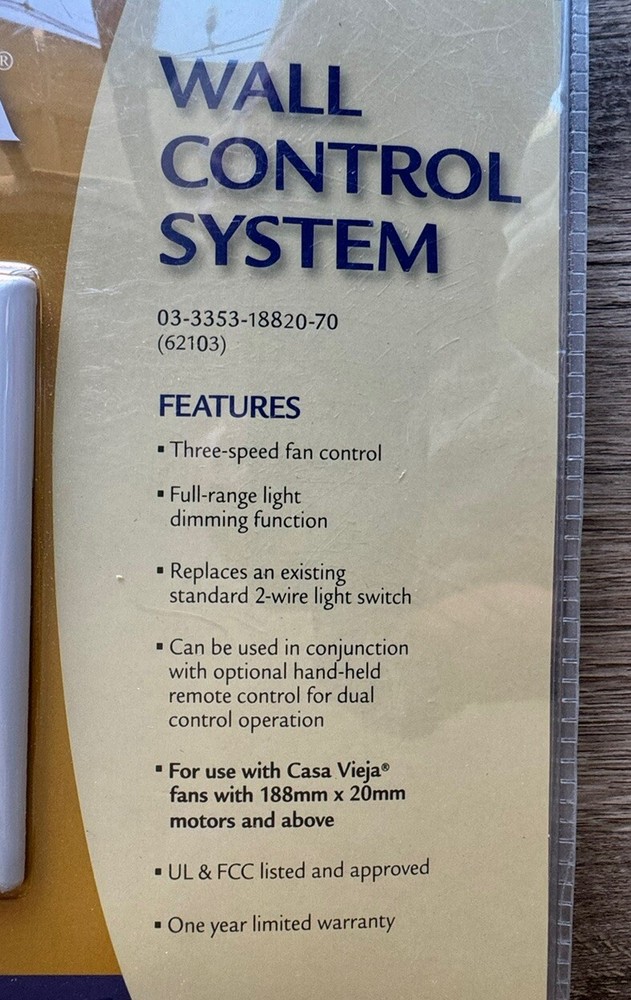 ®
WALL
CONTROL
SYSTEM
03-3353-18820-70
(62103)
FEATURES
▪ Three-speed fan control
▪ Full-range light
dimming function
▪ Replaces an existing
standard 2-wire light switch
▪ Can be used in conjunction
with optional hand-held
remote control for dual
control operation
▪ For use with Casa Vieja®
fans with 188mm x 20mm
motors and above
▪ UL & FCC listed and approved
▪ One year limited warranty